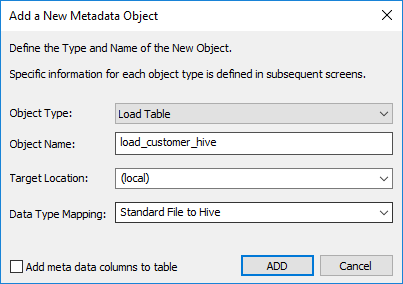 Add a New Metadata Object
Define the Type and Name of the New Object.
Specific information for each object type is defined in subsequent screens.
Object Type: Load Table
Object Name: load_customer_hive
Target Location: (local)
Data Type Mapping: Standard File to Hive
Add meta data columns to table ADD Cancel